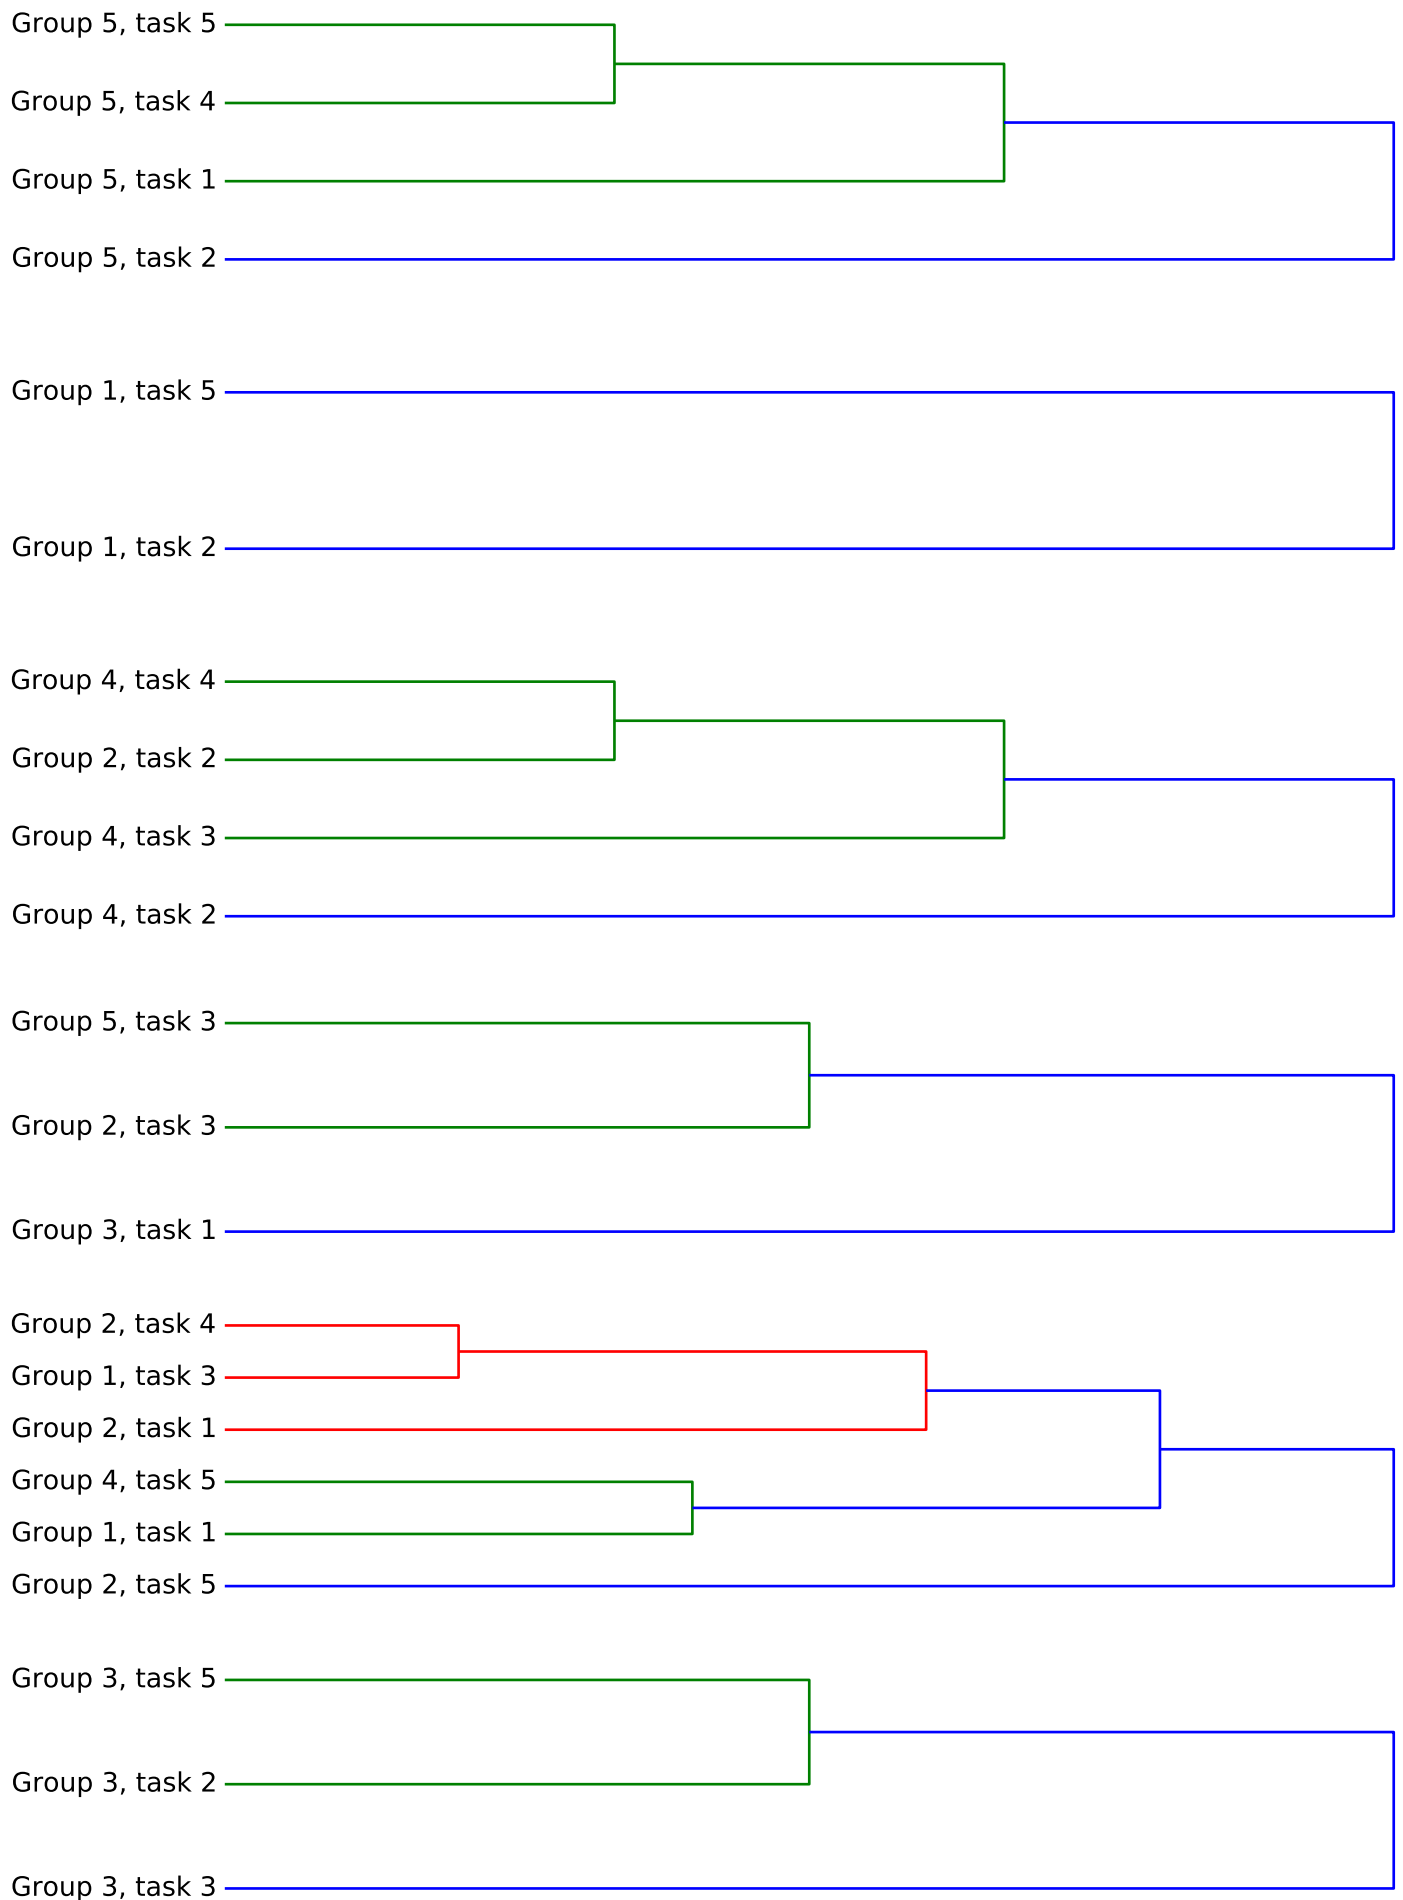 Group 5, task 5
Group 5, task 4
Group 5, task 1
Group 5, task 2
Group 1, task 5
Group 1, task 2
Group 4, task 4
Group 2, task 2
Group 4, task 3
Group 4, task 2
Group 5, task 3
Group 2, task 3
Group 3, task 1
Group 2, task 4
Group 1, task 3
Group 2, task 1
Group 4, task 5
Group 1, task 1
Group 2, task 5
Group 3, task 5
Group 3, task 2
Group 3, task 3